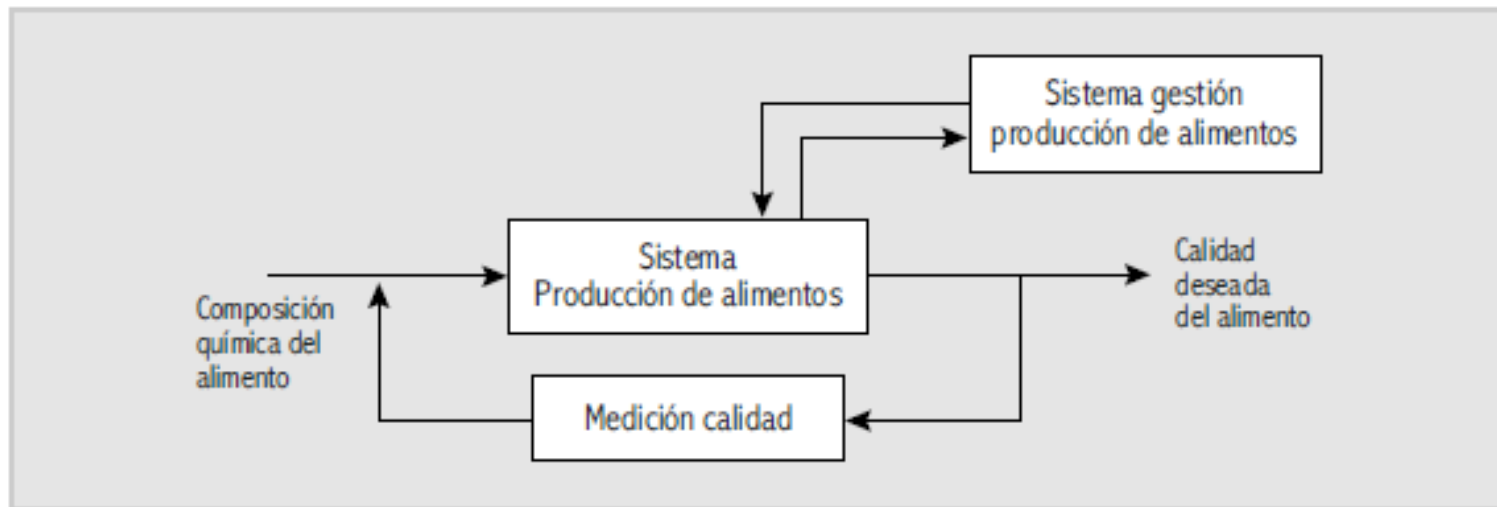 Sistema gestión
producción de alimentos
Sistema
Producción de alimentos
Calidad
deseada
del alimento
Composición
química del
alimento
Medición calidad